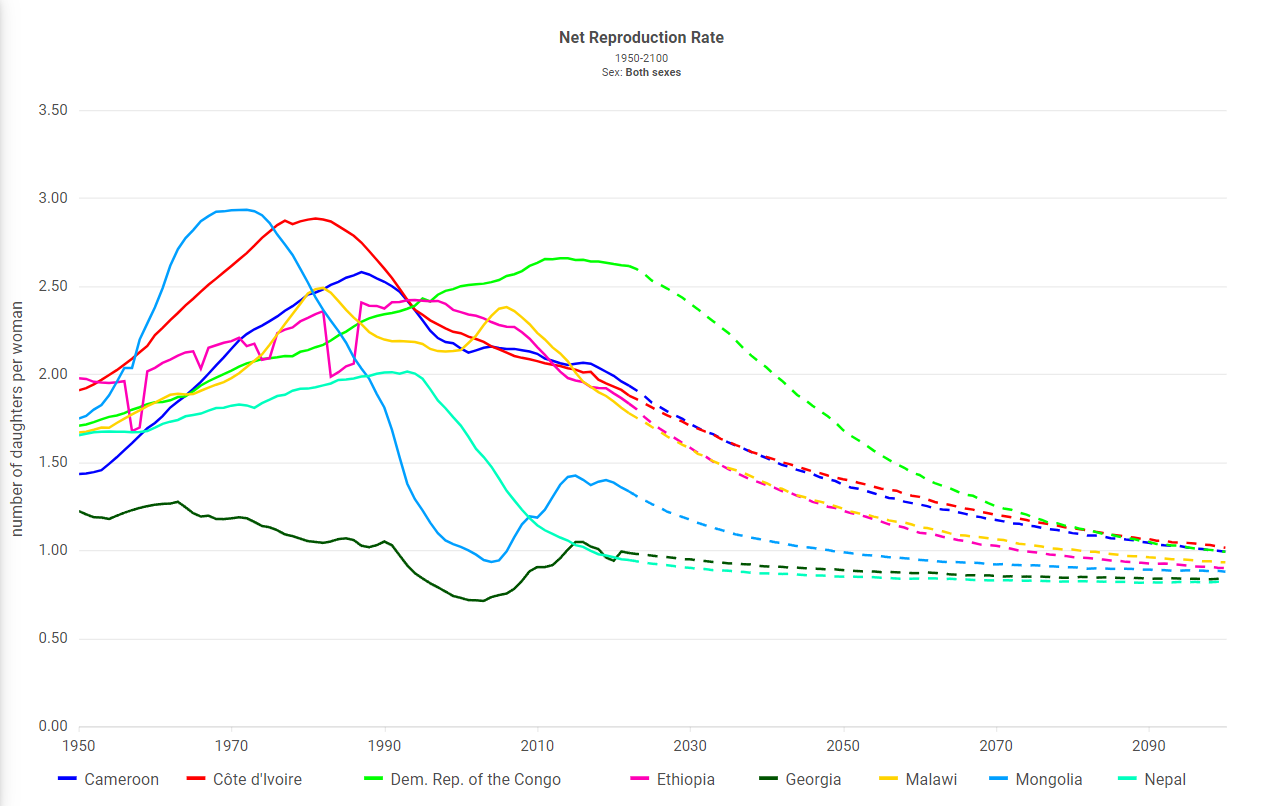 Net Reproduction Rate
1950-2100
Sex: Both sexes
number of daughters per woman
3.50
3.00
2.50
2.00
1.50
1.00
0.50
0.00
1950 1970 1990 2010 2030 2050 2070 2090
Cameroon Côte d'Ivoire Dem. Rep. of the Congo Ethiopia Georgia Malawi Mongolia Nepal